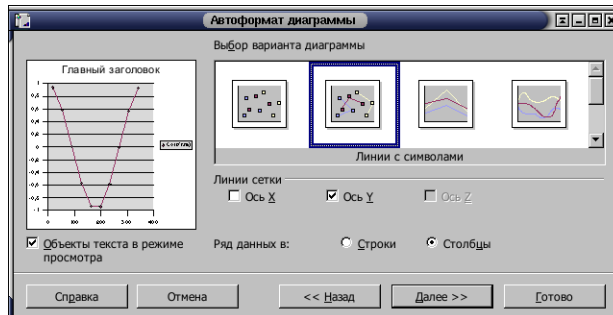 Автоформат диаграммы
Выбор варианта диаграммы
Главный заголовок
Линии с символами
Линии сетки
Ось X
Ось Y
Ось Z
Объекты текста в режиме
просмотра
Ряд данных в:
Строки
Столбцы
Справка
Отмена
<< Назад
Далее >>
Готово